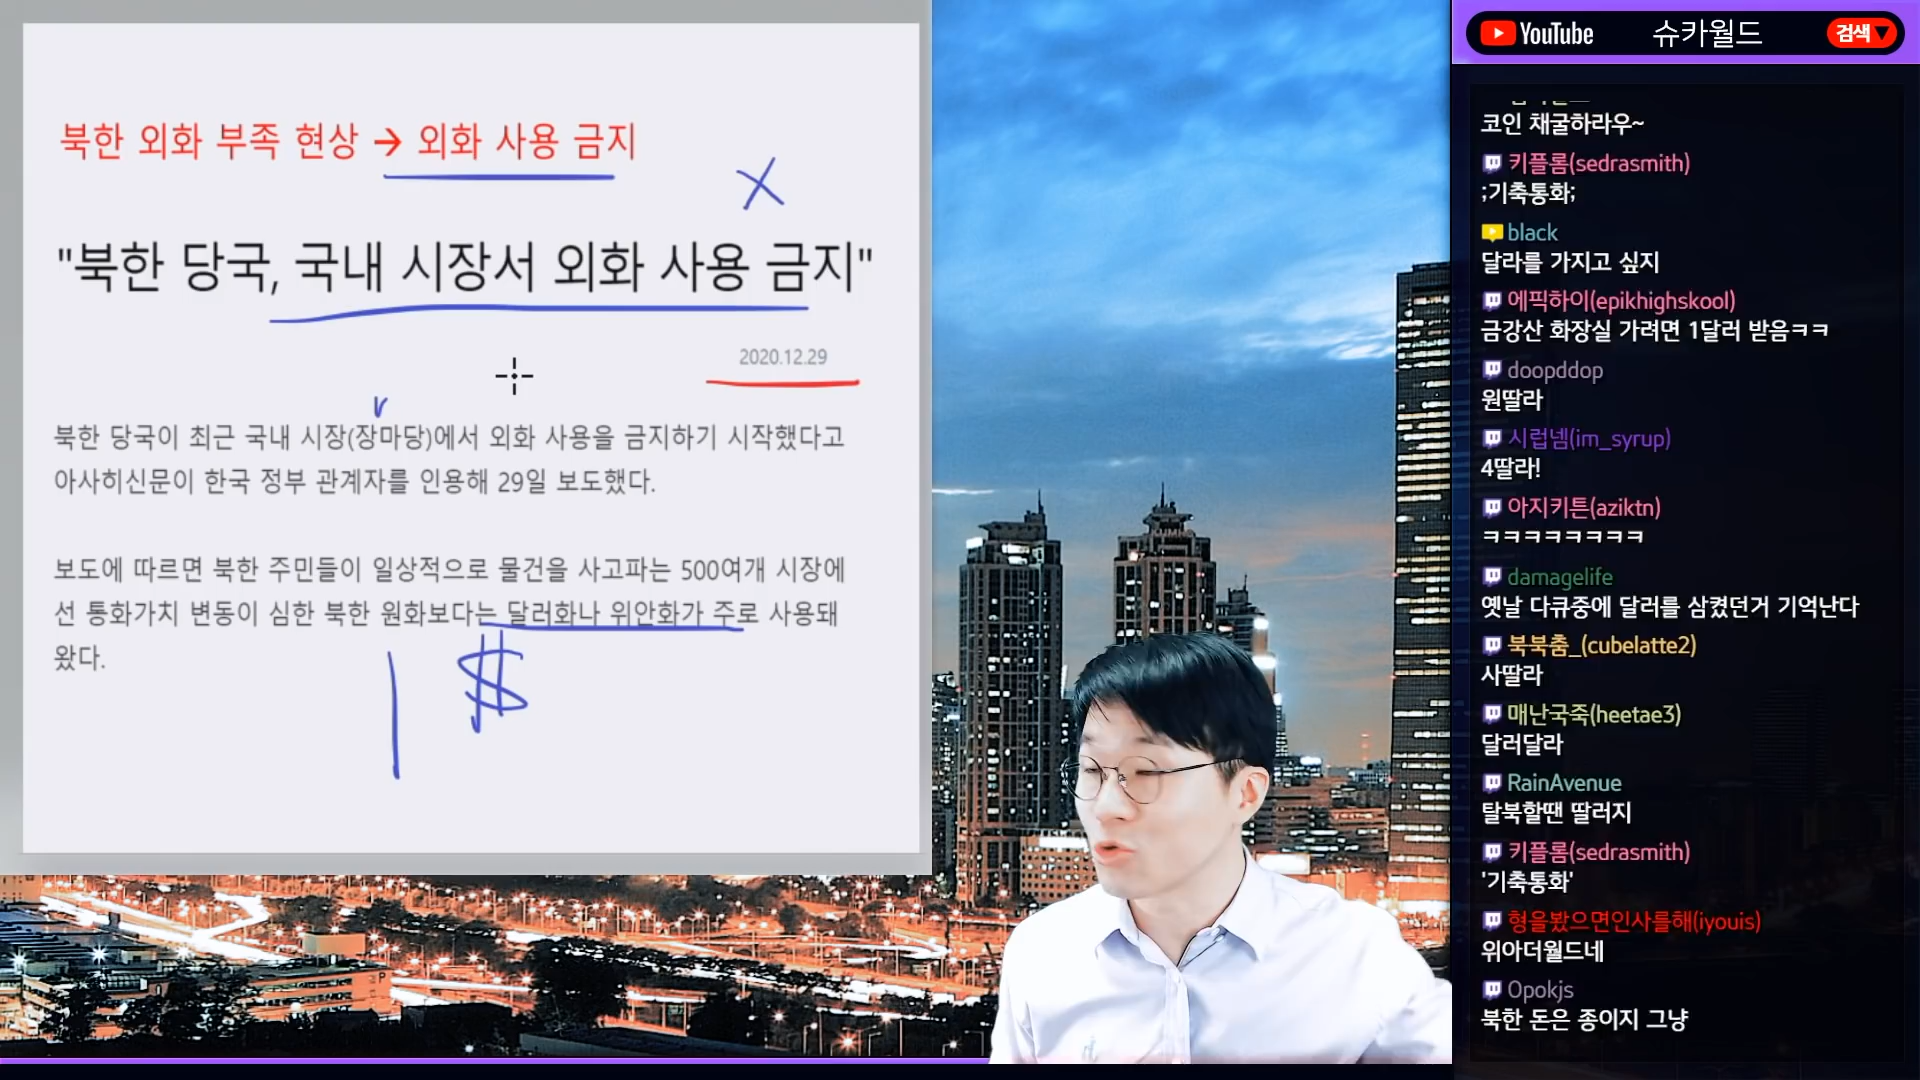 북한 외화 부족 현상 → 외화 사용 금지
X
"북한 당국, 국내 시장서 외화 사용 금지"
2020.12.29
북한 당국이 최근 국내 시장(장마당)에서 외화 사용을 금지하기 시작했다고
아사히신문이 한국 정부 관계자를 인용해 29일 보도했다.
보도에 따르면 북한 주민들이 일상적으로 물건을 사고파는 500여개 시장에
선 통화가치 변동이 심한 북한 원화보다는 달러화나 위안화가 주로 사용돼
왔다.
$
YouTube 슈카월드 검색▼
코인 채굴하라우~
키플롬(sedrasmith)
;기축통화;
black
달라를 가지고 싶지
에픽하이(epikhighskool)
금강산 화장실 가려면 1달러 받음ㅋㅋ
doopddop
원딸라
시럽넴(im_syrup)
4딸라!
아지키튼(aziktn)
ㅋㅋㅋㅋㅋㅋㅋㅋ
damagelife
옛날 다큐중에 달러를 삼켰던거 기억난다
북북춤_(cubelatte2)
사딸라
매난국죽(heetae3)
달러달라
RainAvenue
탈북할땐 딸러지
키플롬(sedrasmith)
'기축통화'
형을봤으면인사를해(iyouis)
위아더월드네
Opokjs
북한 돈은 종이지 그냥